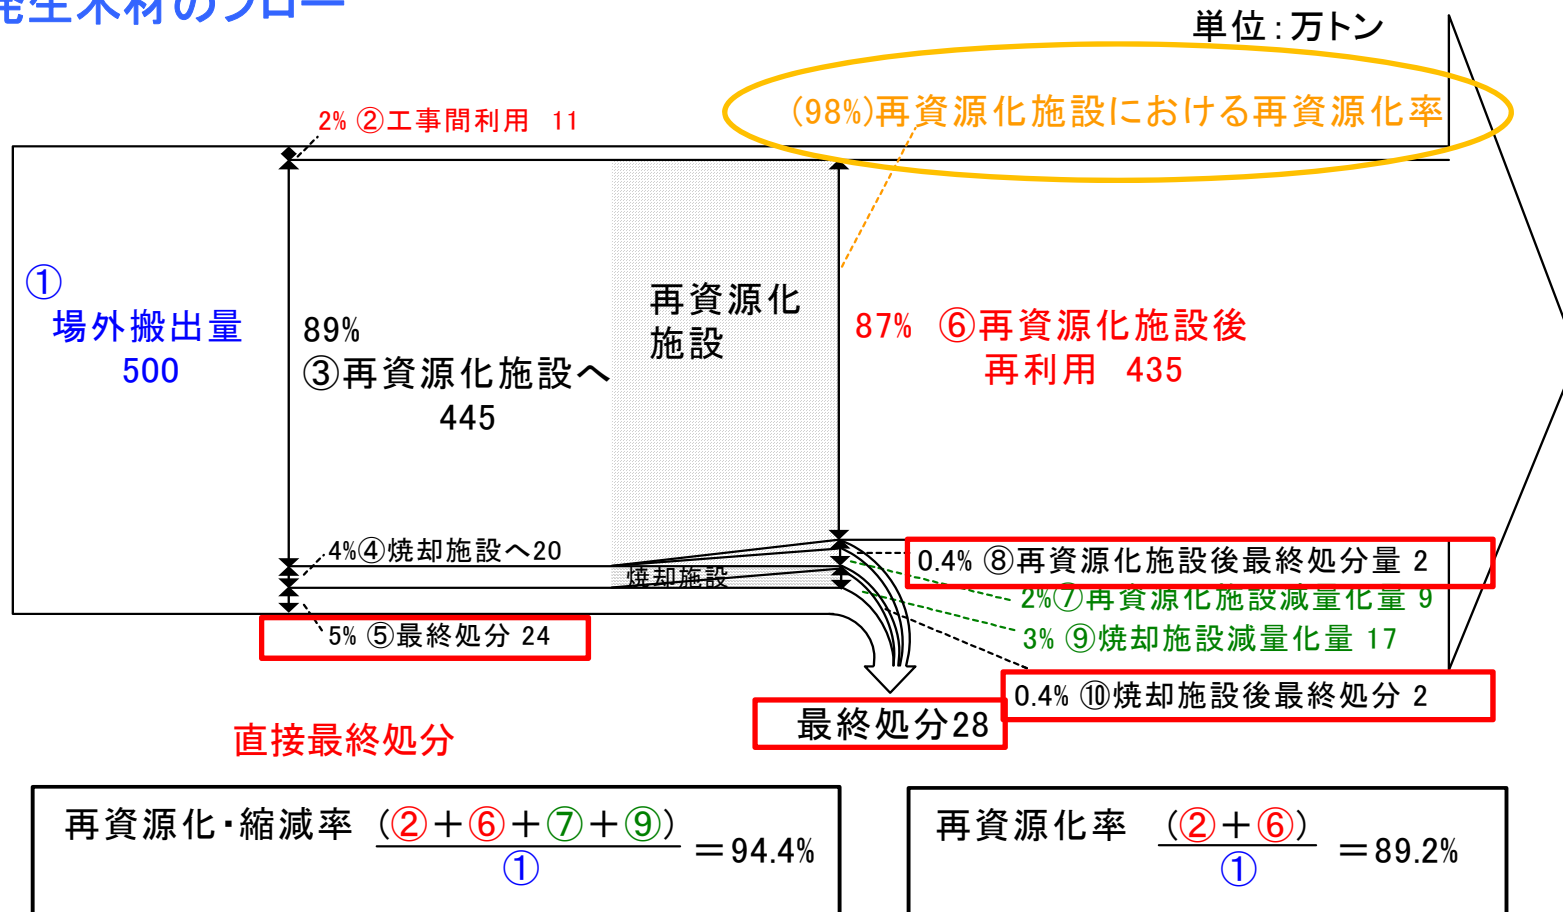 発生木材のフロー
単位：万トン
2% ②工事間利用 11
(98%)再資源化施設における再資源化率
①
場外搬出量
500
89%
③再資源化施設へ
445
再資源化
施設
87% ⑥再資源化施設後
再利用 435
4%④焼却施設へ20
焼却施設
0.4% ⑧再資源化施設後最終処分量 2
2%⑦再資源化施設減量化量 9
5% ⑤最終処分 24
3% ⑨焼却施設減量化量 17
0.4% ⑩焼却施設後最終処分 2
最終処分28
直接最終処分
再資源化・縮減率 (②＋⑥＋⑦＋⑨)
①
＝94.4%
再資源化率 (②＋⑥)
①
＝89.2%